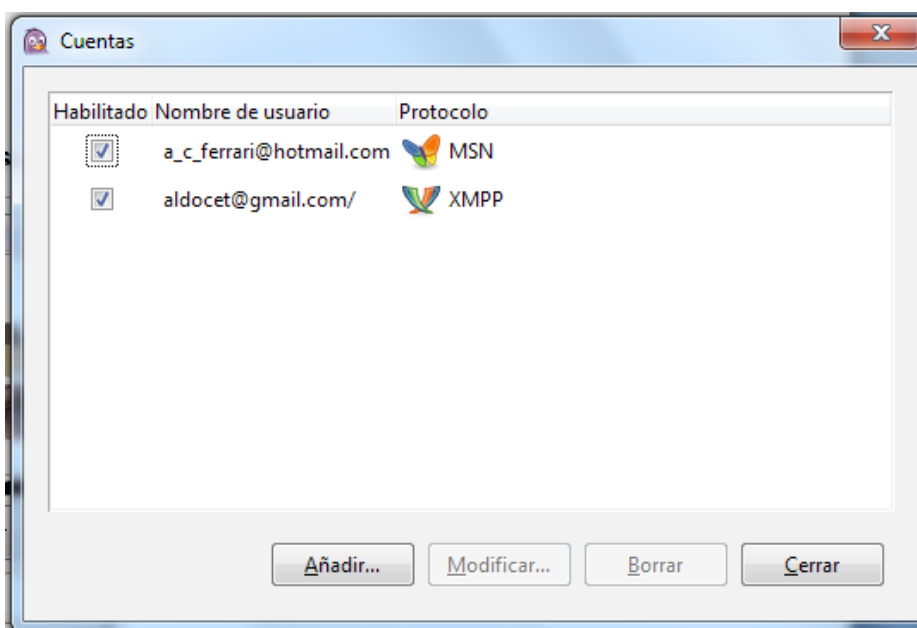 Cuentas
Habilitado Nombre de usuario Protocolo
a_c_ferrari@hotmail.com MSN
aldocet@gmail.com/ XMPP
Añadir... Modificar... Borrar Cerrar